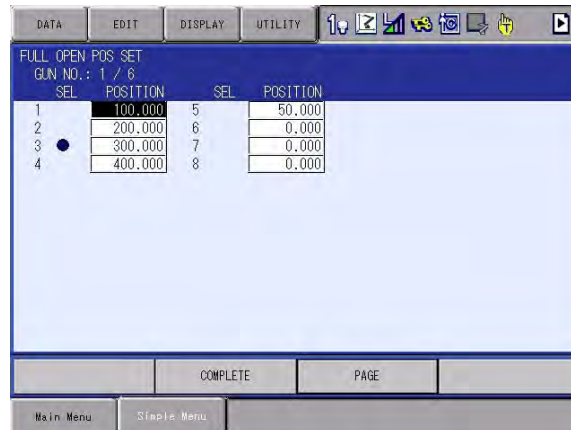 DATA EDIT DISPLAY UTILITY
FULL OPEN POS SET
GUN NO.: 1 / 6
SEL POSITION SEL POSITION
1 100.000 5 50.000
2 200.000 6 0.000
3 ● 300.000 7 0.000
4 400.000 8 0.000
COMPLETE PAGE
Main Menu Simple Menu